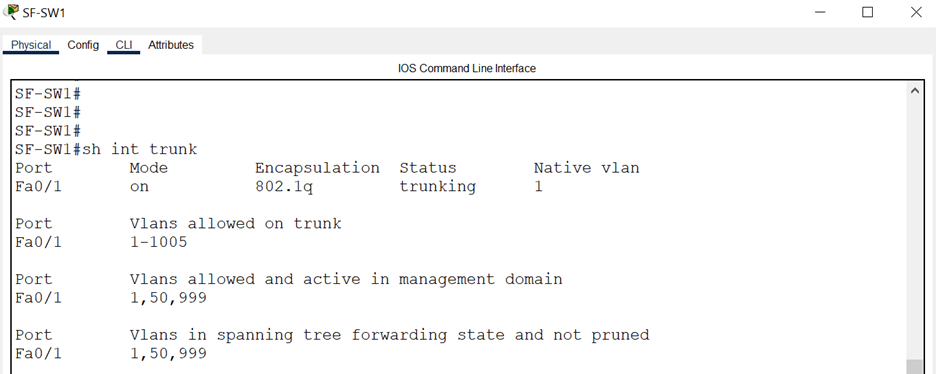 SF-SW1
Physical Config CLI Attributes
IOS Command Line Interface
SF-SW1#
SF-SW1#
SF-SW1#
SF-SW1#sh int trunk
Port Mode Encapsulation Status Native vlan
Fa0/1 on 802.1q trunking 1
Port Vlans allowed on trunk
Fa0/1 1-1005
Port Vlans allowed and active in management domain
Fa0/1 1,50,999
Port Vlans in spanning tree forwarding state and not pruned
Fa0/1 1,50,999